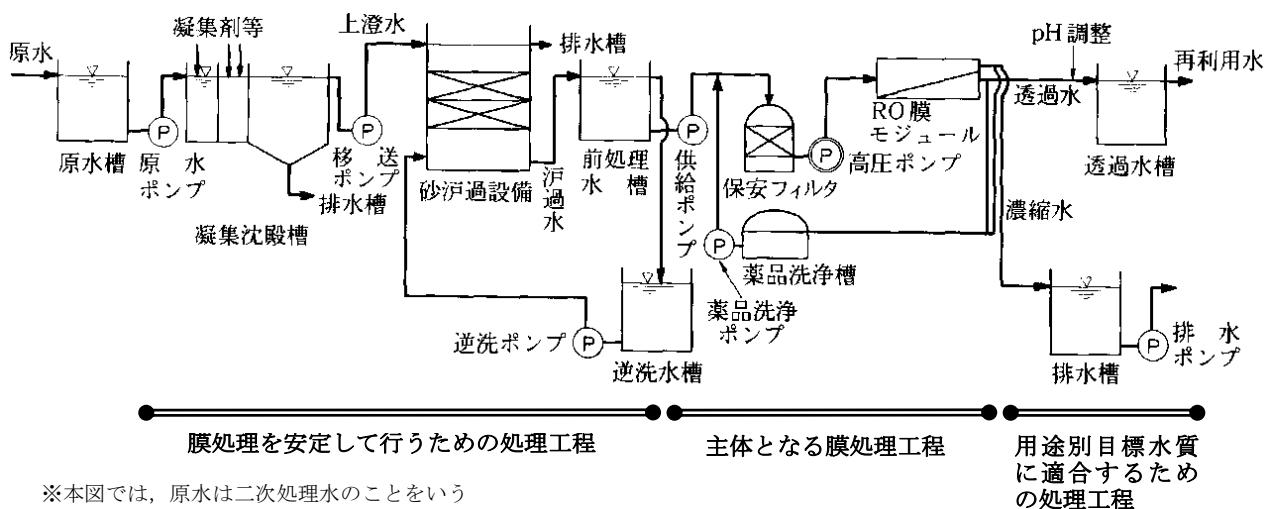 原水
凝集剤等
上澄水
排水槽
pH調整
再利用水
原水槽
原水
ポンプ
凝集沈殿槽
排水槽
移送
ポンプ
砂沪過設備
沪過水
前処理
水槽
供給ポンプ
保安フィルタ
高圧ポンプ
RO膜
モジュール
透過水
透過水槽
濃縮水
薬品洗浄槽
薬品洗浄
ポンプ
逆洗ポンプ
逆洗水槽
排水槽
排水
ポンプ
P
P
P
P
P
P
P
膜処理を安定して行うための処理工程
主体となる膜処理工程
用途別目標水質
に適合するため
の処理工程
※本図では，原水は二次処理水のことをいう